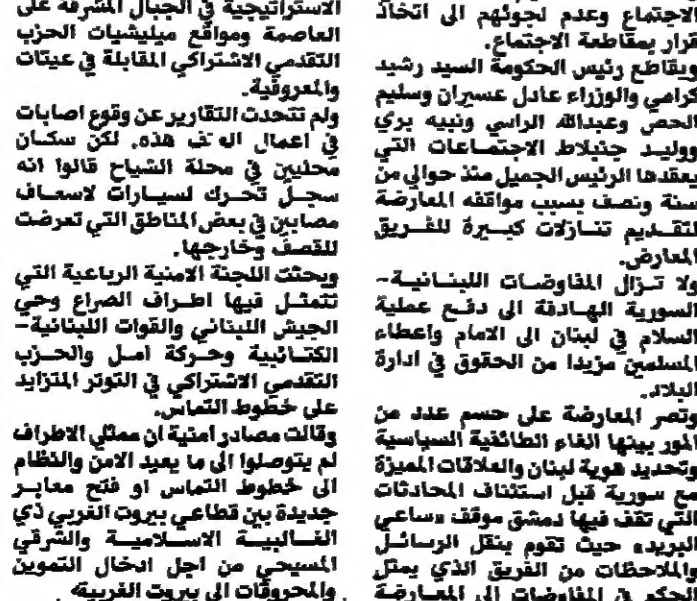 الاجتماع وعدم لجوئهم الى اتخاذ
قرار بمقاطعة الاجتماع.
ويقاطع رئيس الحكومة السيد رشيد
كرامي والوزراء عادل عسيران وسليم
الحص وعبدالله الراسي ونبيه بري
ووليد جنبلاط الاجتماعات التي
يعقدها الرئيس الجميل منذ حوالي من
سنة ونصف بسبب مواقفه المعارضة
لتقديم تنازلات كبيرة للفريق
المعارض.
ولا تزال المفاوضات اللبنانية-
السورية الهادفة الى دفع عملية
السلام في لبنان الى الامام واعطاء
المسلمين مزيدا من الحقوق في ادارة
البلاد.
وتصر المعارضة على حسم عدد من
المور بينها الغاء الطائفية السياسية
وتحديد هوية لبنان والعلاقات المميزة
مع سورية قبل استئناف المحادثات
التي تقف فيها دمشق موقف «ساعي
البريد» حيث تقوم بنقل الرسائل
والملاحظات من الفريق الذي يمثل
الحكم في المفاوضات الى المعارضة
الاستراتيجية في الجبال المشرفة على
العاصمة ومواقع ميليشيات الحزب
التقدمي الاشتراكي المقابلة في عيتات
والمعروقية.
ولم تتحدث التقارير عن وقوع اصابات
في اعمال هذه. لكن سكان
محليين في محلة الشياح قالوا انه
سجل تحرك لسيارات لاسعاف
مصابين في بعض المناطق التي تعرضت
للقصف وخارجها.
وبحثت اللجنة الامنية الرباعية التي
تتمثل فيها اطراف الصراع وحي
الجيش اللبناني والقوات اللبنانية-
الكتائبية وحركة امل والحزب
التقدمي الاشتراكي في التوتر المتزايد
على خطوط التماس.
وقالت مصادر امنية ان ممثلي الاطراف
لم يتوصلوا الى ما يعيد الامن والنظام
الى خطوط التماس او فتح معابر
جديدة بين قطاعي بيروت الغربي ذي
الغالبية الاسلامية والشرقي
المسيحي من اجل ادخال التموين
والمحروقات الى بيروت الغربية.